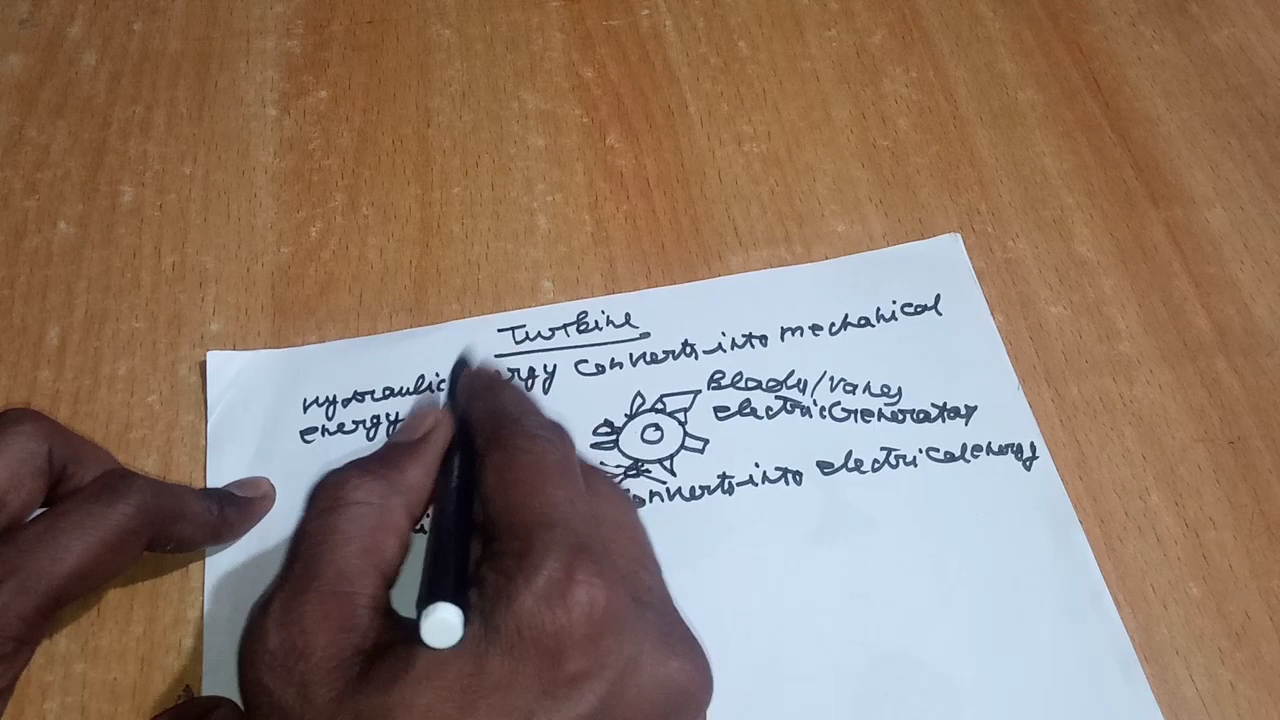 Turbine
Hydraulic energy converts into mechanical
energy
Blades/Vanes
electric Generator
converts into electrical energy